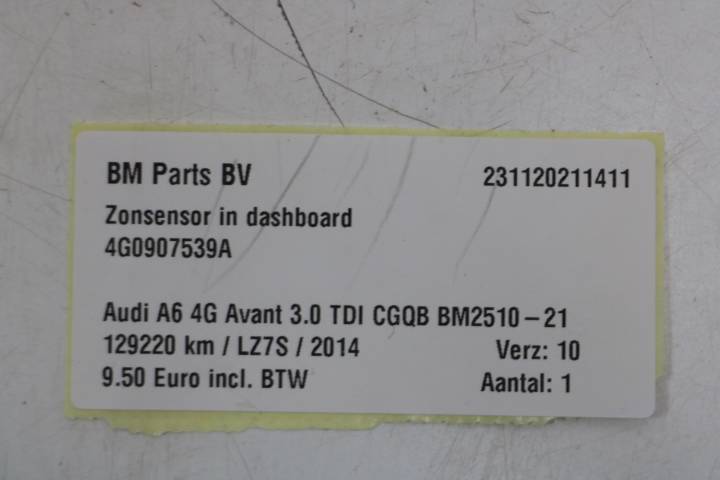 BM Parts BV 231120211411
Zonsensor in dashboard
4G0907539A
Audi A6 4G Avant 3.0 TDI CGQB BM2510-21
129220 km / LZ7S / 2014 Verz: 10
9.50 Euro incl. BTW Aantal: 1